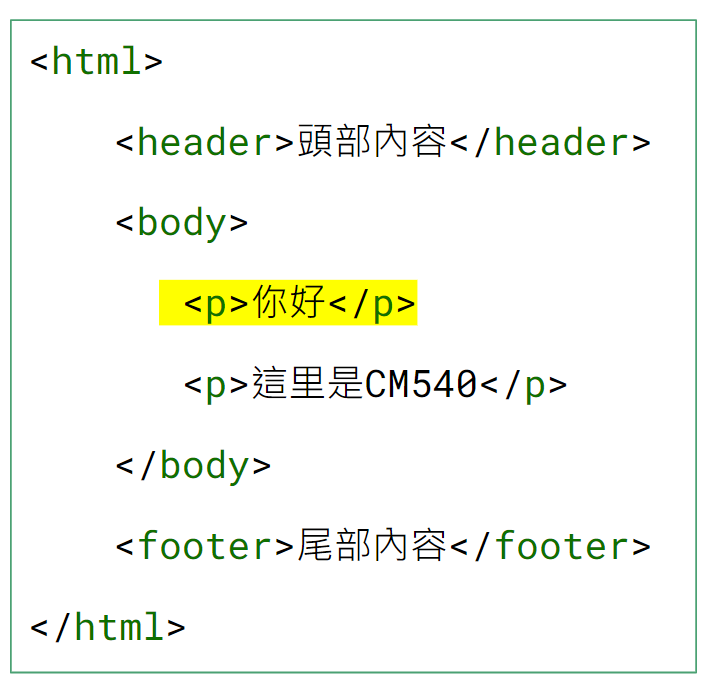 <html>
<header>頭部內容</header>
<body>
<p>你好</p>
<p>這里是CM540</p>
</body>
<footer>尾部內容</footer>
</html>